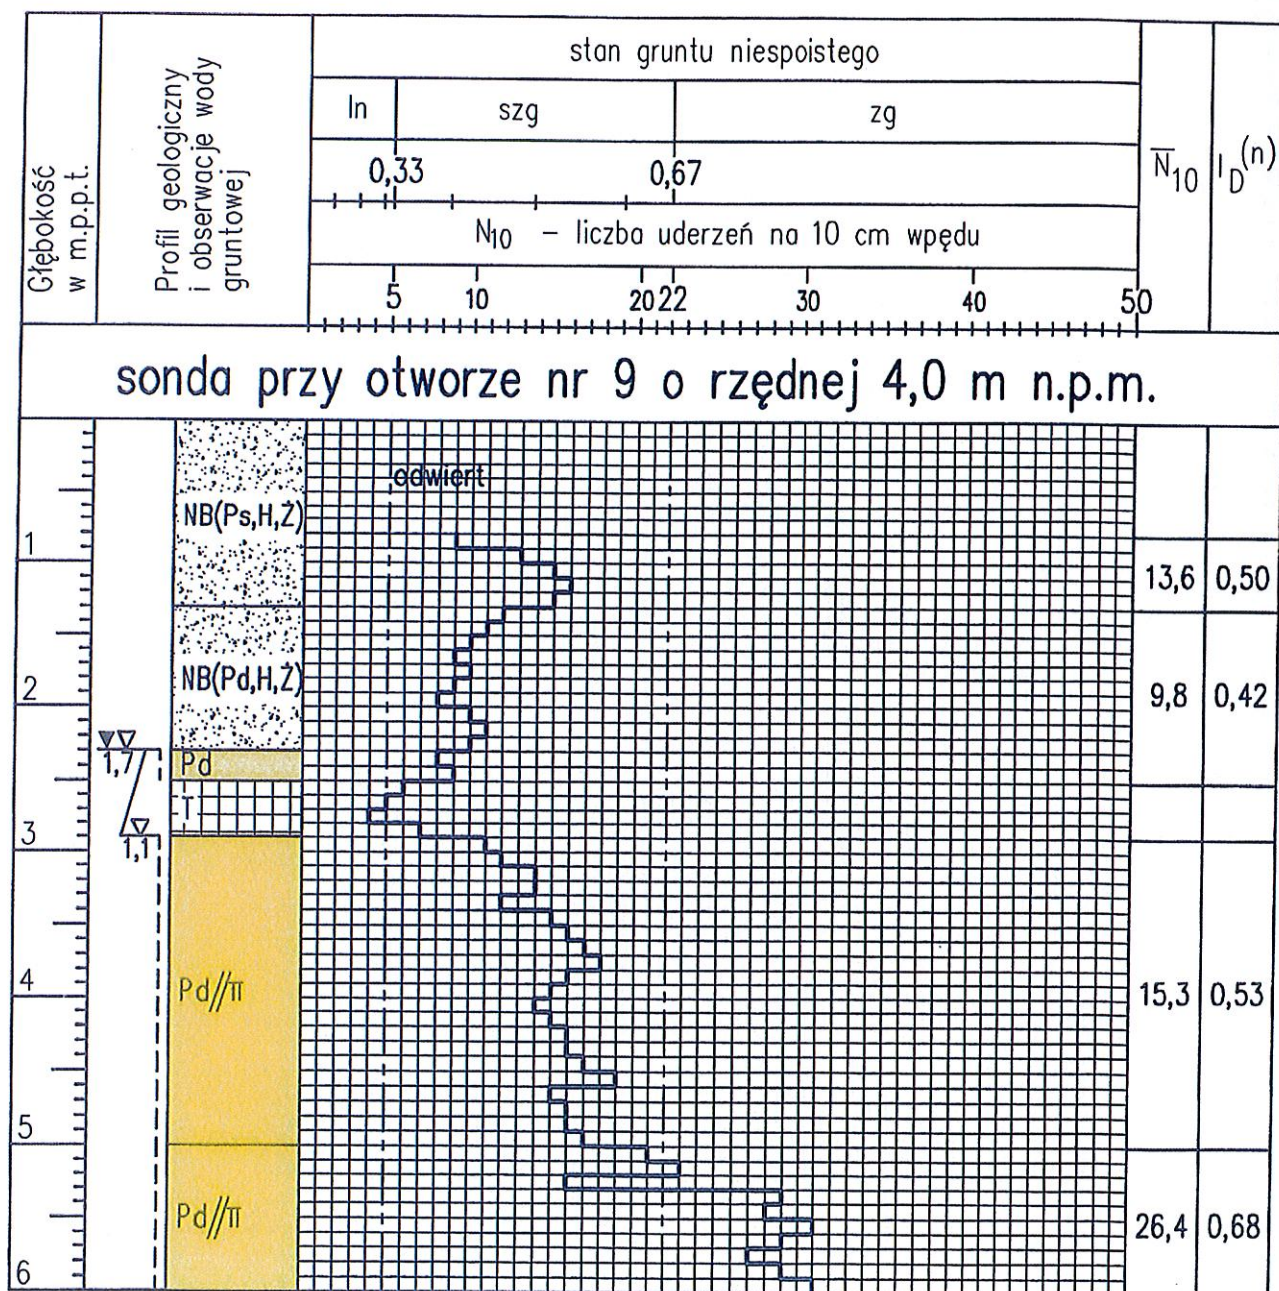 Głębokość
w m.p.p.t.
Profil geologiczny
i obserwacje wody
gruntowej
stan gruntu niespoistego
ln szg zg
0,33 0,67
N10 – liczba uderzeń na 10 cm wpędu
5 10 20 22 30 40 50
N̅10 ID(n)
sonda przy otworze nr 9 o rzędnej 4,0 m n.p.m.
odwiert
NB(Ps,H,Ż)
1
13,6 0,50
NB(Pd,H,Ż)
2
9,8 0,42
1,7
Pd
T
3
1,1
4
Pd//π
15,3 0,53
5
Pd//π
26,4 0,68
6